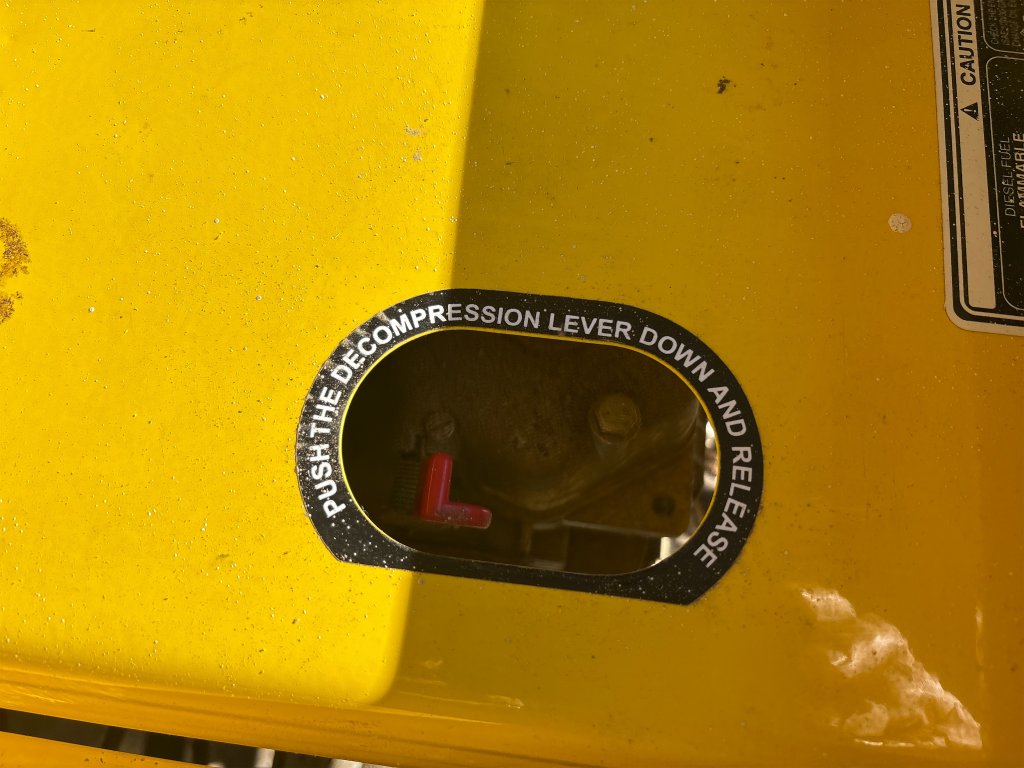 PUSH THE DECOMPRESSION LEVER DOWN AND RELEASE
CAUTION
DIESEL FUEL